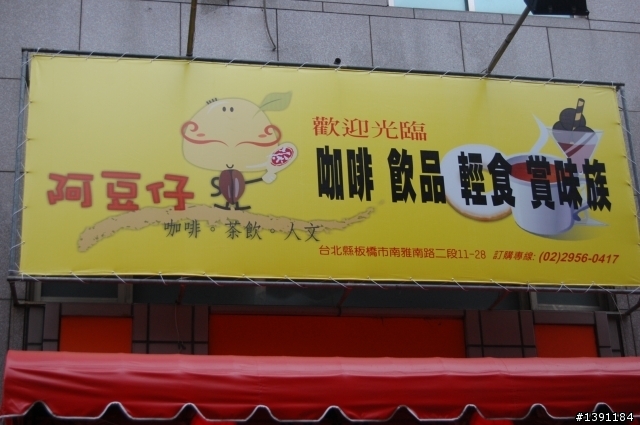 歡迎光臨
咖啡 飲品 輕食 賞味族
阿豆仔
咖啡。茶飲。人文
台北縣板橋市南雅南路二段11-28 訂購專線: (02)2956-0417
#1391184